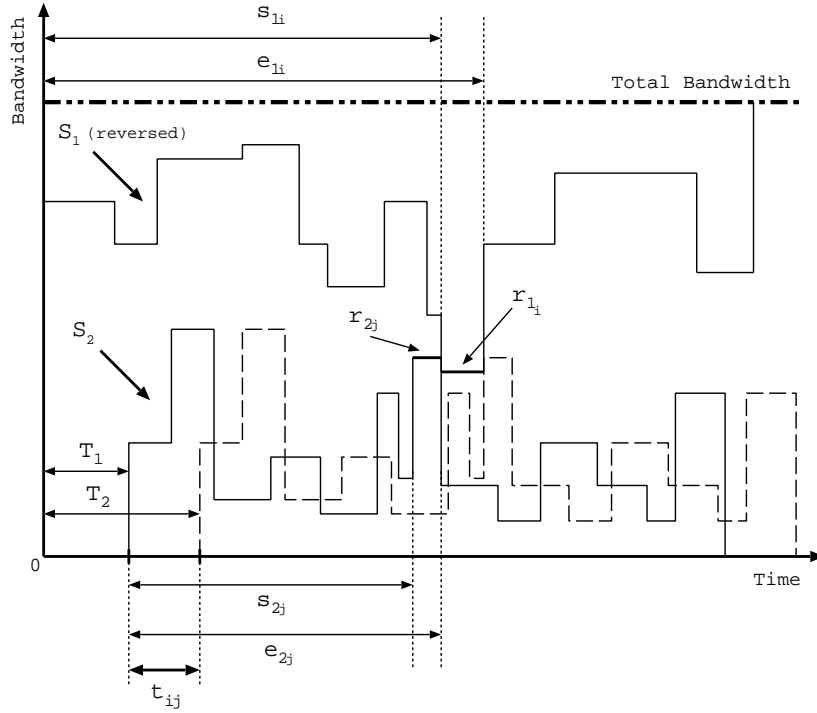 s1i
e1i
Bandwidth
Total Bandwidth
S1 (reversed)
r2j
r1i
S2
T1
T2
0
Time
s2j
e2j
tij